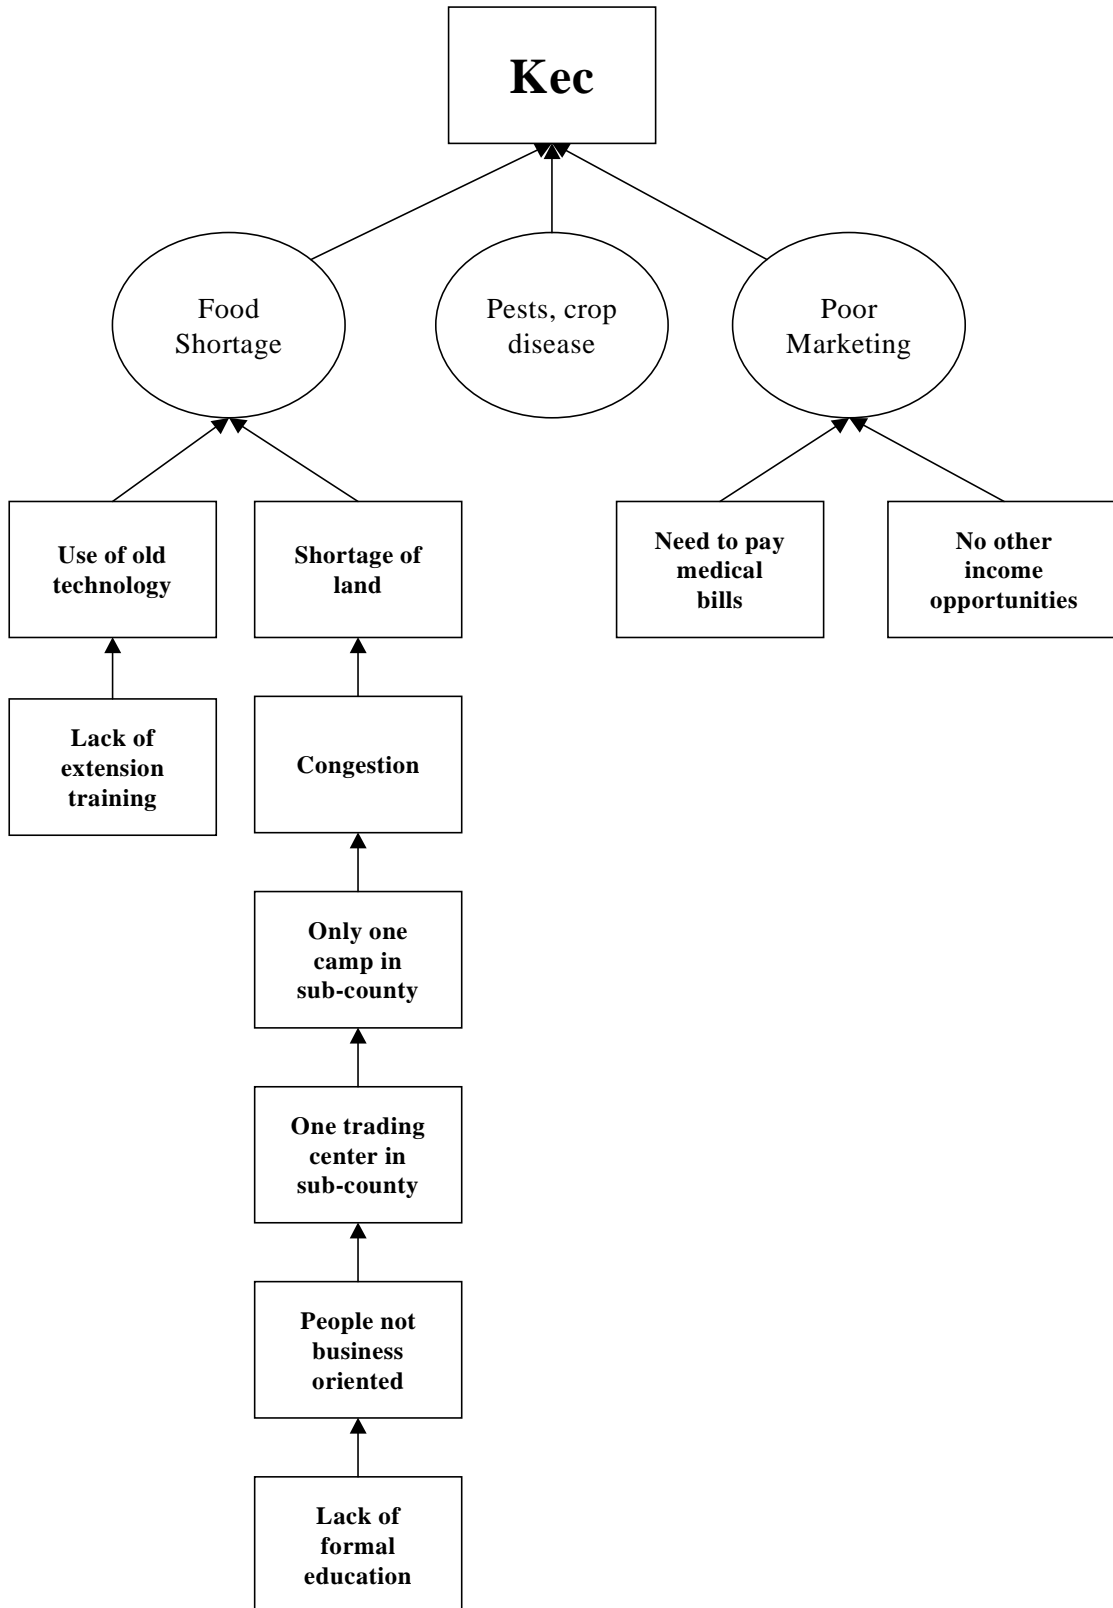 Kec
Food
Shortage
Pests, crop
disease
Poor
Marketing
Use of old
technology
Shortage of
land
Need to pay
medical
bills
No other
income
opportunities
Lack of
extension
training
Congestion
Only one
camp in
sub-county
One trading
center in
sub-county
People not
business
oriented
Lack of
formal
education